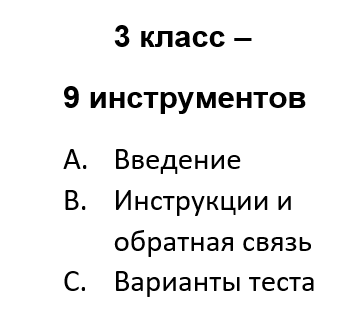 3 класс –
9 инструментов
A. Введение
B. Инструкции и
обратная связь
C. Варианты теста